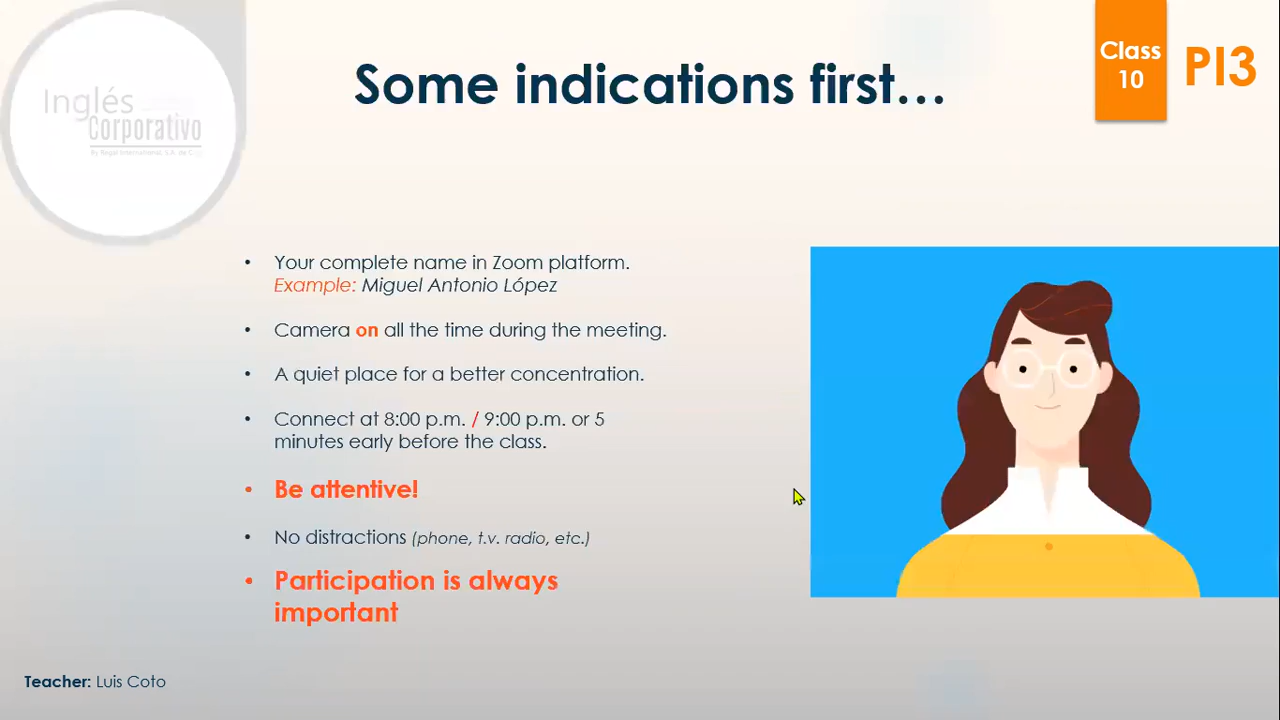 Inglés
Corporativo
Some indications first...
Class
10
PI3
• Your complete name in Zoom platform.
Example: Miguel Antonio López
• Camera on all the time during the meeting.
• A quiet place for a better concentration.
• Connect at 8:00 p.m. / 9:00 p.m. or 5
minutes early before the class.
• Be attentive!
• No distractions (phone, t.v. radio, etc.)
• Participation is always
important
Teacher: Luis Coto